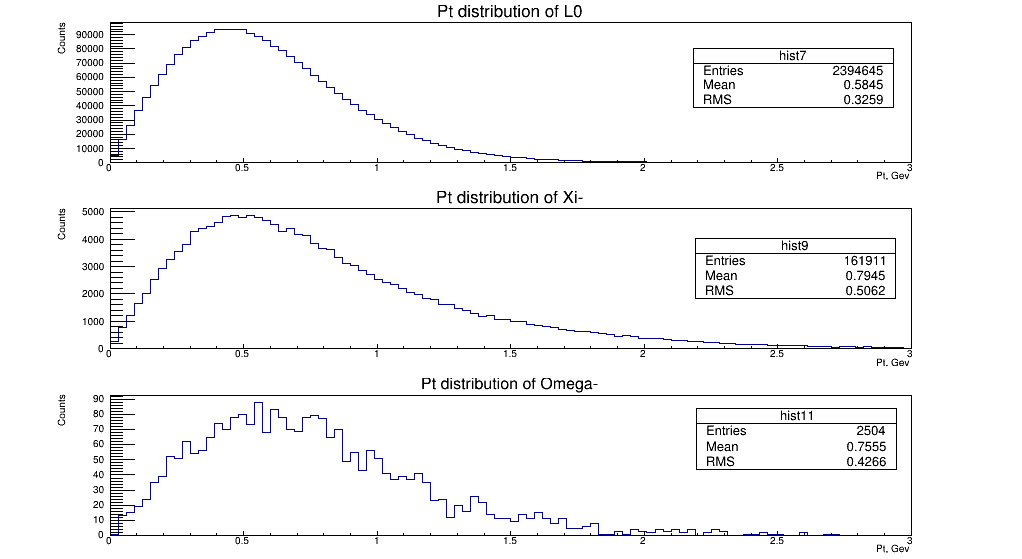 Pt distribution of L0
Counts
90000
80000
70000
60000
50000
40000
30000
20000
10000
0
hist7
Entries 2394645
Mean 0.5845
RMS 0.3259
0 0.5 1 1.5 2 2.5 3
Pt, Gev
Pt distribution of Xi-
Counts
5000
4000
3000
2000
1000
0
hist9
Entries 161911
Mean 0.7945
RMS 0.5062
0 0.5 1 1.5 2 2.5 3
Pt, Gev
Pt distribution of Omega-
Counts
90
80
70
60
50
40
30
20
10
0
hist11
Entries 2504
Mean 0.7555
RMS 0.4266
0 0.5 1 1.5 2 2.5 3
Pt, Gev